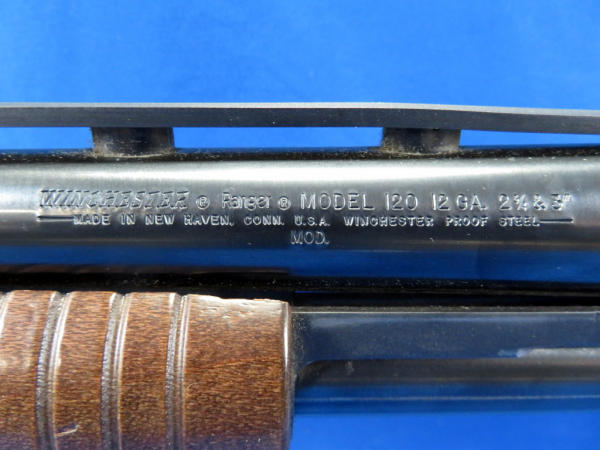 WINCHESTER ® Ranger ® MODEL 120 12 GA. 2¾ & 3"
MADE IN NEW HAVEN, CONN. U.S.A. WINCHESTER PROOF STEEL
MOD.